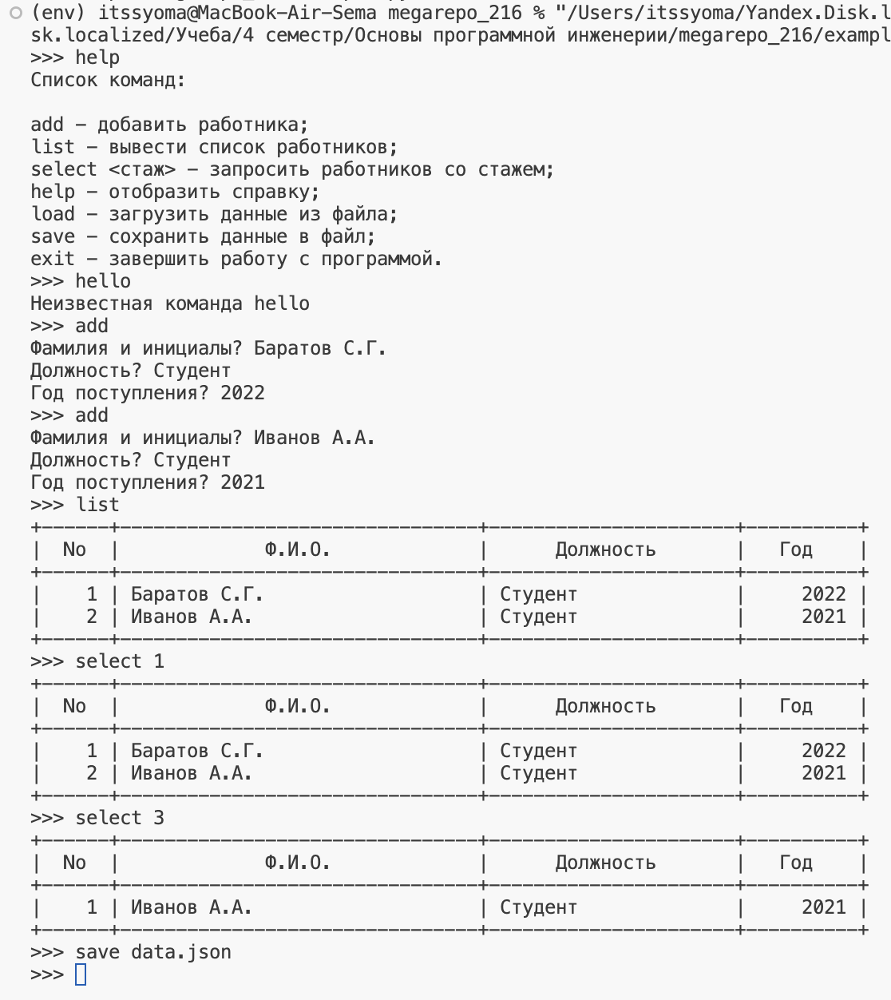 (env) itssyoma@MacBook-Air-Sema megarepo_216 % "/Users/itssyoma/Yandex.Disk.l
sk.localized/Учеба/4 семестр/Основы программной инженерии/megarepo_216/exampl
>>> help
Список команд:
add - добавить работника;
list - вывести список работников;
select <стаж> - запросить работников со стажем;
help - отобразить справку;
load - загрузить данные из файла;
save - сохранить данные в файл;
exit - завершить работу с программой.
>>> hello
Неизвестная команда hello
>>> add
Фамилия и инициалы? Баратов С.Г.
Должность? Студент
Год поступления? 2022
>>> add
Фамилия и инициалы? Иванов А.А.
Должность? Студент
Год поступления? 2021
>>> list
+------+--------------------------------+----------------------+----------+
| No | Ф.И.О. | Должность | Год |
+------+--------------------------------+----------------------+----------+
| 1 | Баратов С.Г. | Студент | 2022 |
| 2 | Иванов А.А. | Студент | 2021 |
+------+--------------------------------+----------------------+----------+
>>> select 1
+------+--------------------------------+----------------------+----------+
| No | Ф.И.О. | Должность | Год |
+------+--------------------------------+----------------------+----------+
| 1 | Баратов С.Г. | Студент | 2022 |
| 2 | Иванов А.А. | Студент | 2021 |
+------+--------------------------------+----------------------+----------+
>>> select 3
+------+--------------------------------+----------------------+----------+
| No | Ф.И.О. | Должность | Год |
+------+--------------------------------+----------------------+----------+
| 1 | Иванов А.А. | Студент | 2021 |
+------+--------------------------------+----------------------+----------+
>>> save data.json
>>>